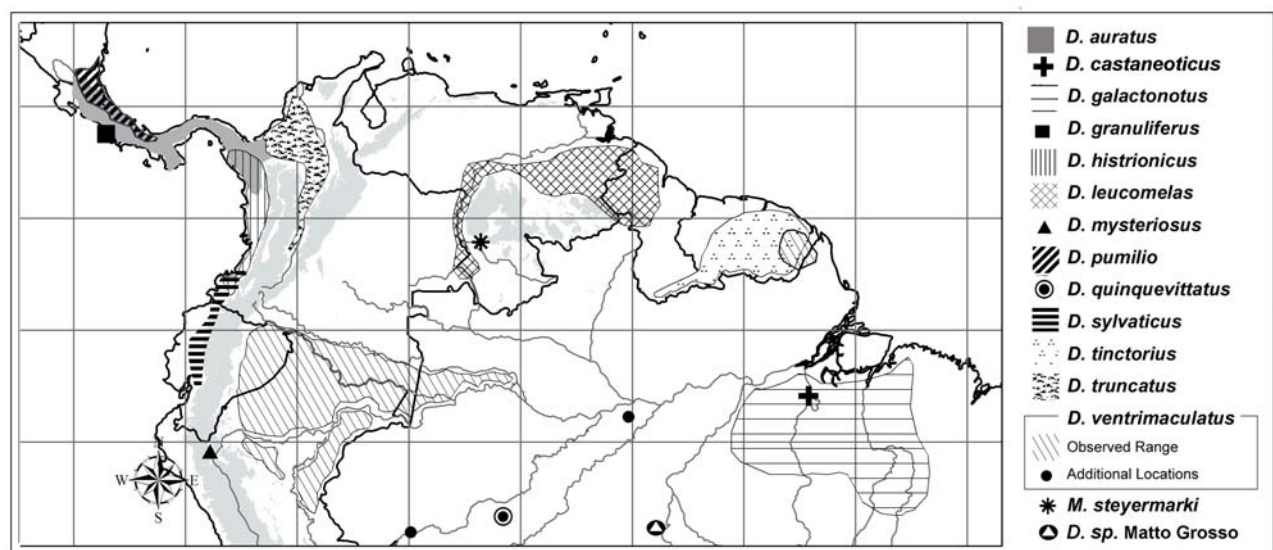 D. auratus
D. castaneoticus
D. galactonotus
D. granuliferus
D. histrionicus
D. leucomelas
D. mysteriosus
D. pumilio
D. quinquevittatus
D. sylvaticus
D. tinctorius
D. truncatus
D. ventrimaculatus
Observed Range
Additional Locations
M. steyermarki
D. sp. Matto Grosso
N
W E
S